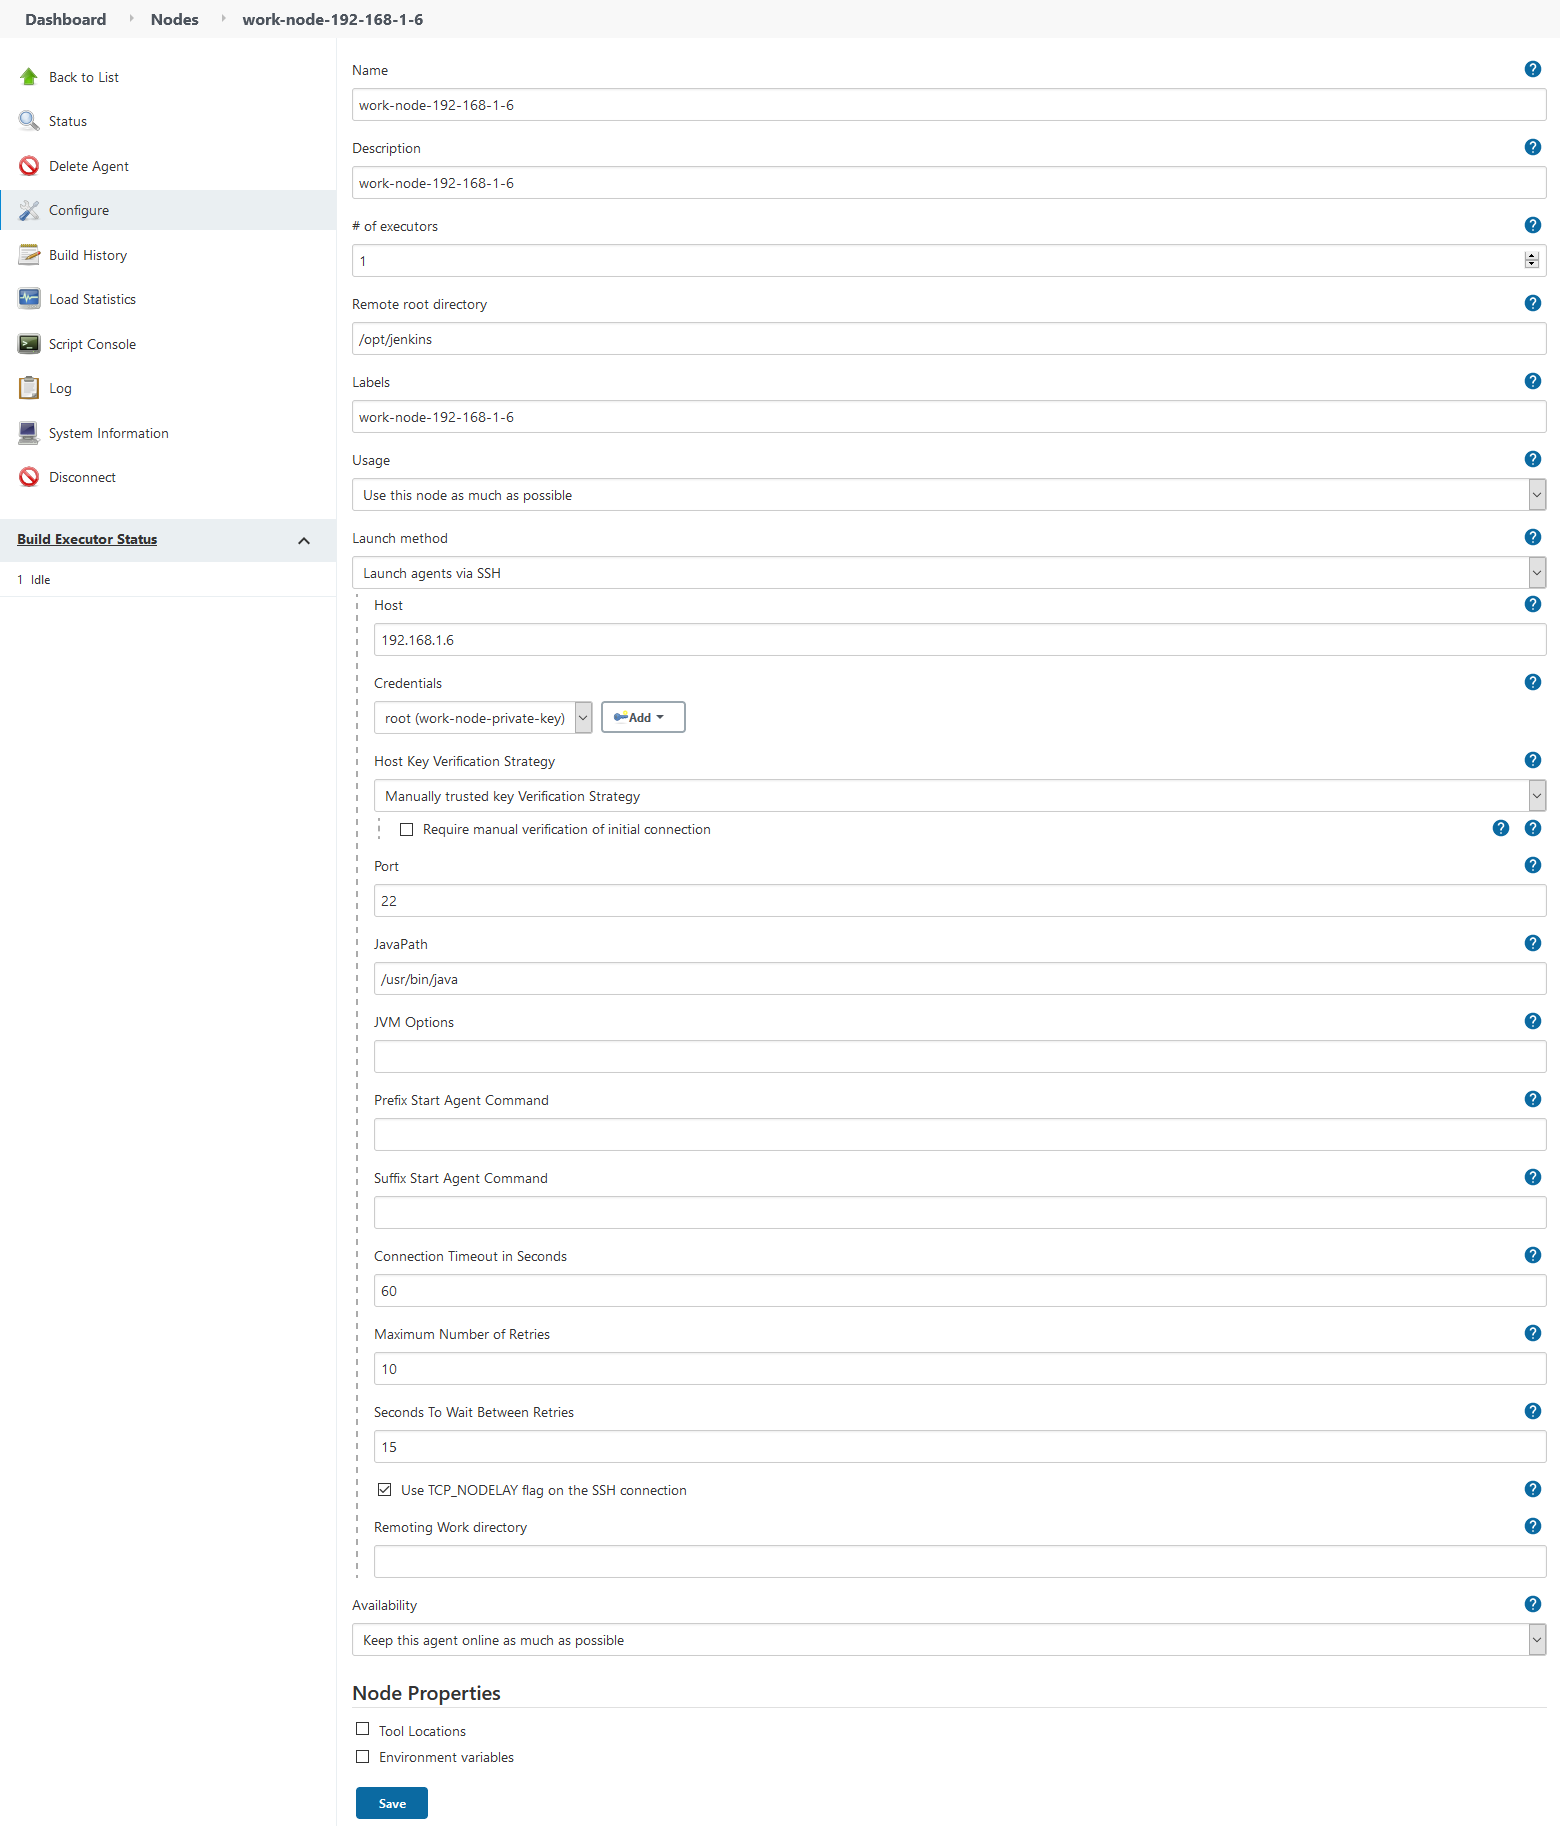 Dashboard
Nodes
work-node-192-168-1-6
Back to List
Status
Delete Agent
Configure
Build History
Load Statistics
Script Console
Log
System Information
Disconnect
Build Executor Status
1 Idle
Name
work-node-192-168-1-6
Description
work-node-192-168-1-6
# of executors
1
Remote root directory
/opt/jenkins
Labels
work-node-192-168-1-6
Usage
Use this node as much as possible
Launch method
Launch agents via SSH
Host
192.168.1.6
Credentials
root (work-node-private-key)
Add
Host Key Verification Strategy
Manually trusted key Verification Strategy
Require manual verification of initial connection
Port
22
JavaPath
/usr/bin/java
JVM Options
Prefix Start Agent Command
Suffix Start Agent Command
Connection Timeout in Seconds
60
Maximum Number of Retries
10
Seconds To Wait Between Retries
15
Use TCP_NODELAY flag on the SSH connection
Remoting Work directory
Availability
Keep this agent online as much as possible
Node Properties
Tool Locations
Environment variables
Save